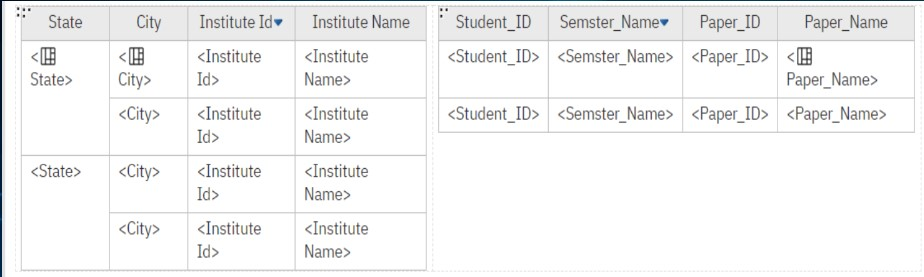 State City Institute Id Institute Name
<State> <City> <Institute Id> <Institute Name>
<City> <Institute Id> <Institute Name>
<State> <City> <Institute Id> <Institute Name>
<City> <Institute Id> <Institute Name>
Student_ID Semster_Name Paper_ID Paper_Name
<Student_ID> <Semster_Name> <Paper_ID> <Paper_Name>
<Student_ID> <Semster_Name> <Paper_ID> <Paper_Name>